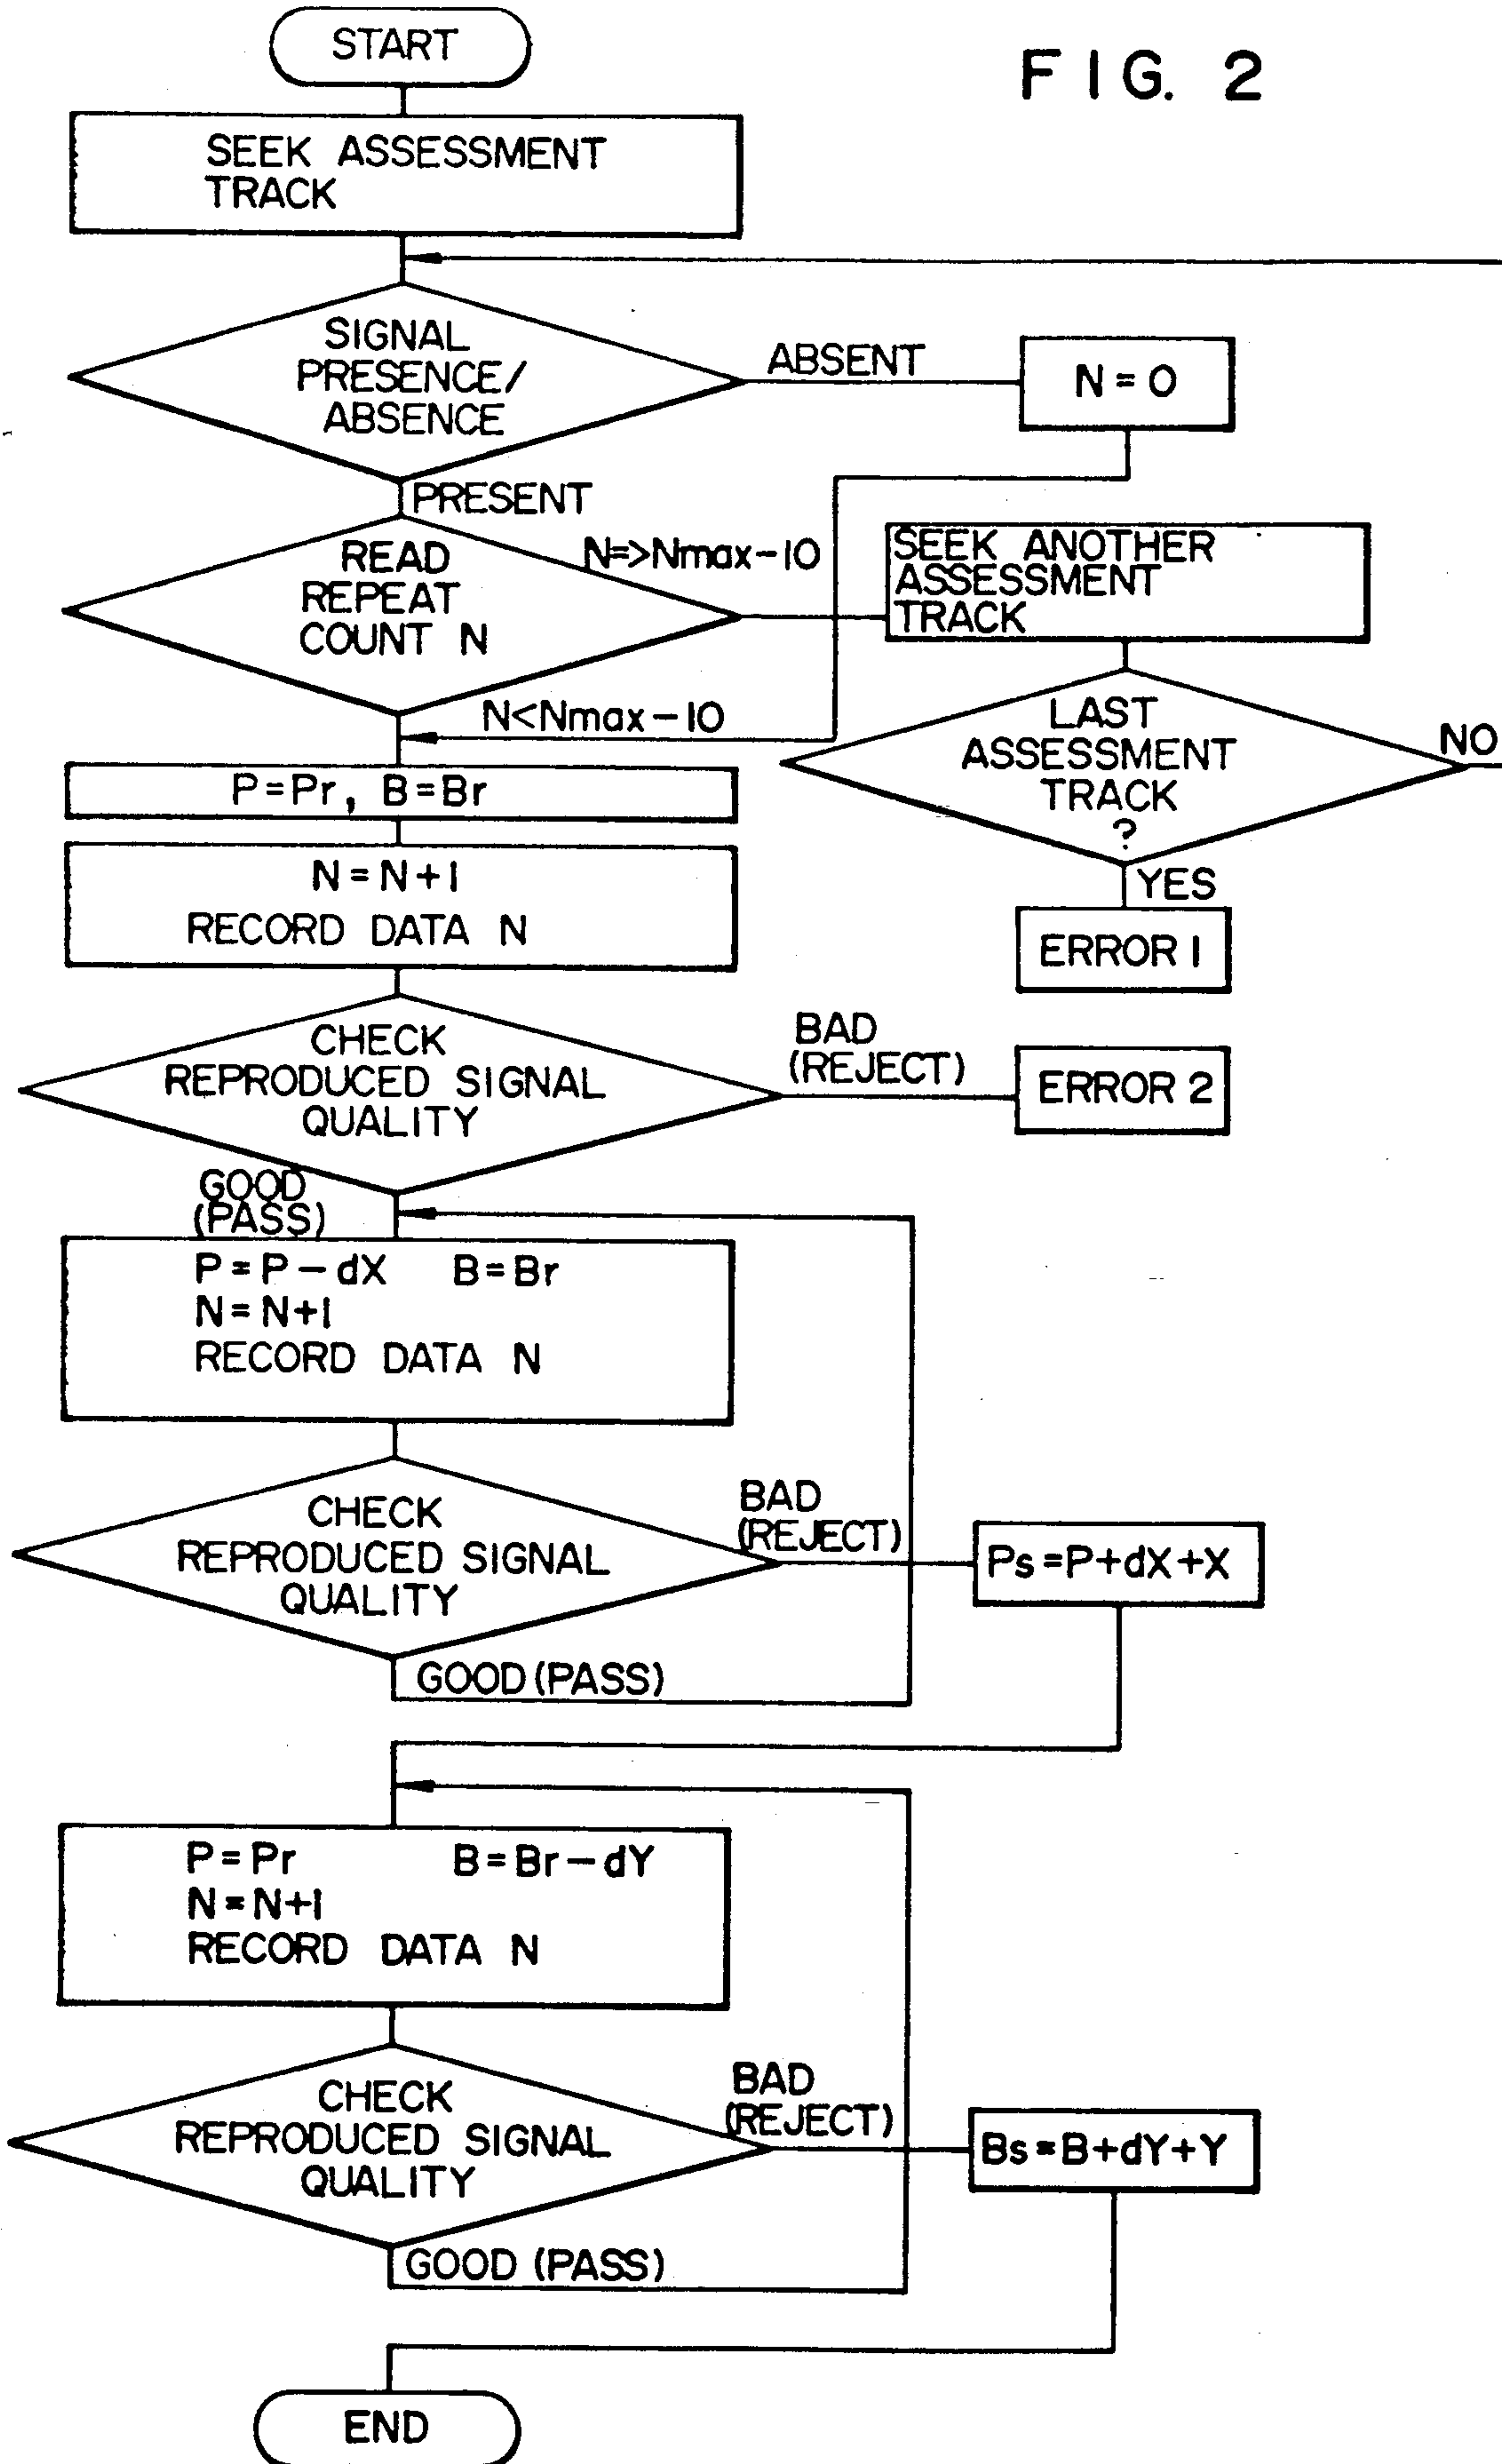 START
FIG. 2
SEEK ASSESSMENT
TRACK
SIGNAL
PRESENCE/
ABSENCE
ABSENT
N = 0
PRESENT
READ
REPEAT
COUNT N
N=>Nmax-10
SEEK ANOTHER
ASSESSMENT
TRACK
N<Nmax-10
LAST
ASSESSMENT
TRACK
?
NO
YES
ERROR 1
P=Pr, B=Br
N=N+1
RECORD DATA N
CHECK
REPRODUCED SIGNAL
QUALITY
BAD
(REJECT)
ERROR 2
GOOD
(PASS)
P=P-dX B=Br
N=N+1
RECORD DATA N
CHECK
REPRODUCED SIGNAL
QUALITY
BAD
(REJECT)
Ps=P+dX+X
GOOD (PASS)
P=Pr B=Br-dY
N=N+1
RECORD DATA N
CHECK
REPRODUCED SIGNAL
QUALITY
BAD
(REJECT)
Bs=B+dY+Y
GOOD (PASS)
END